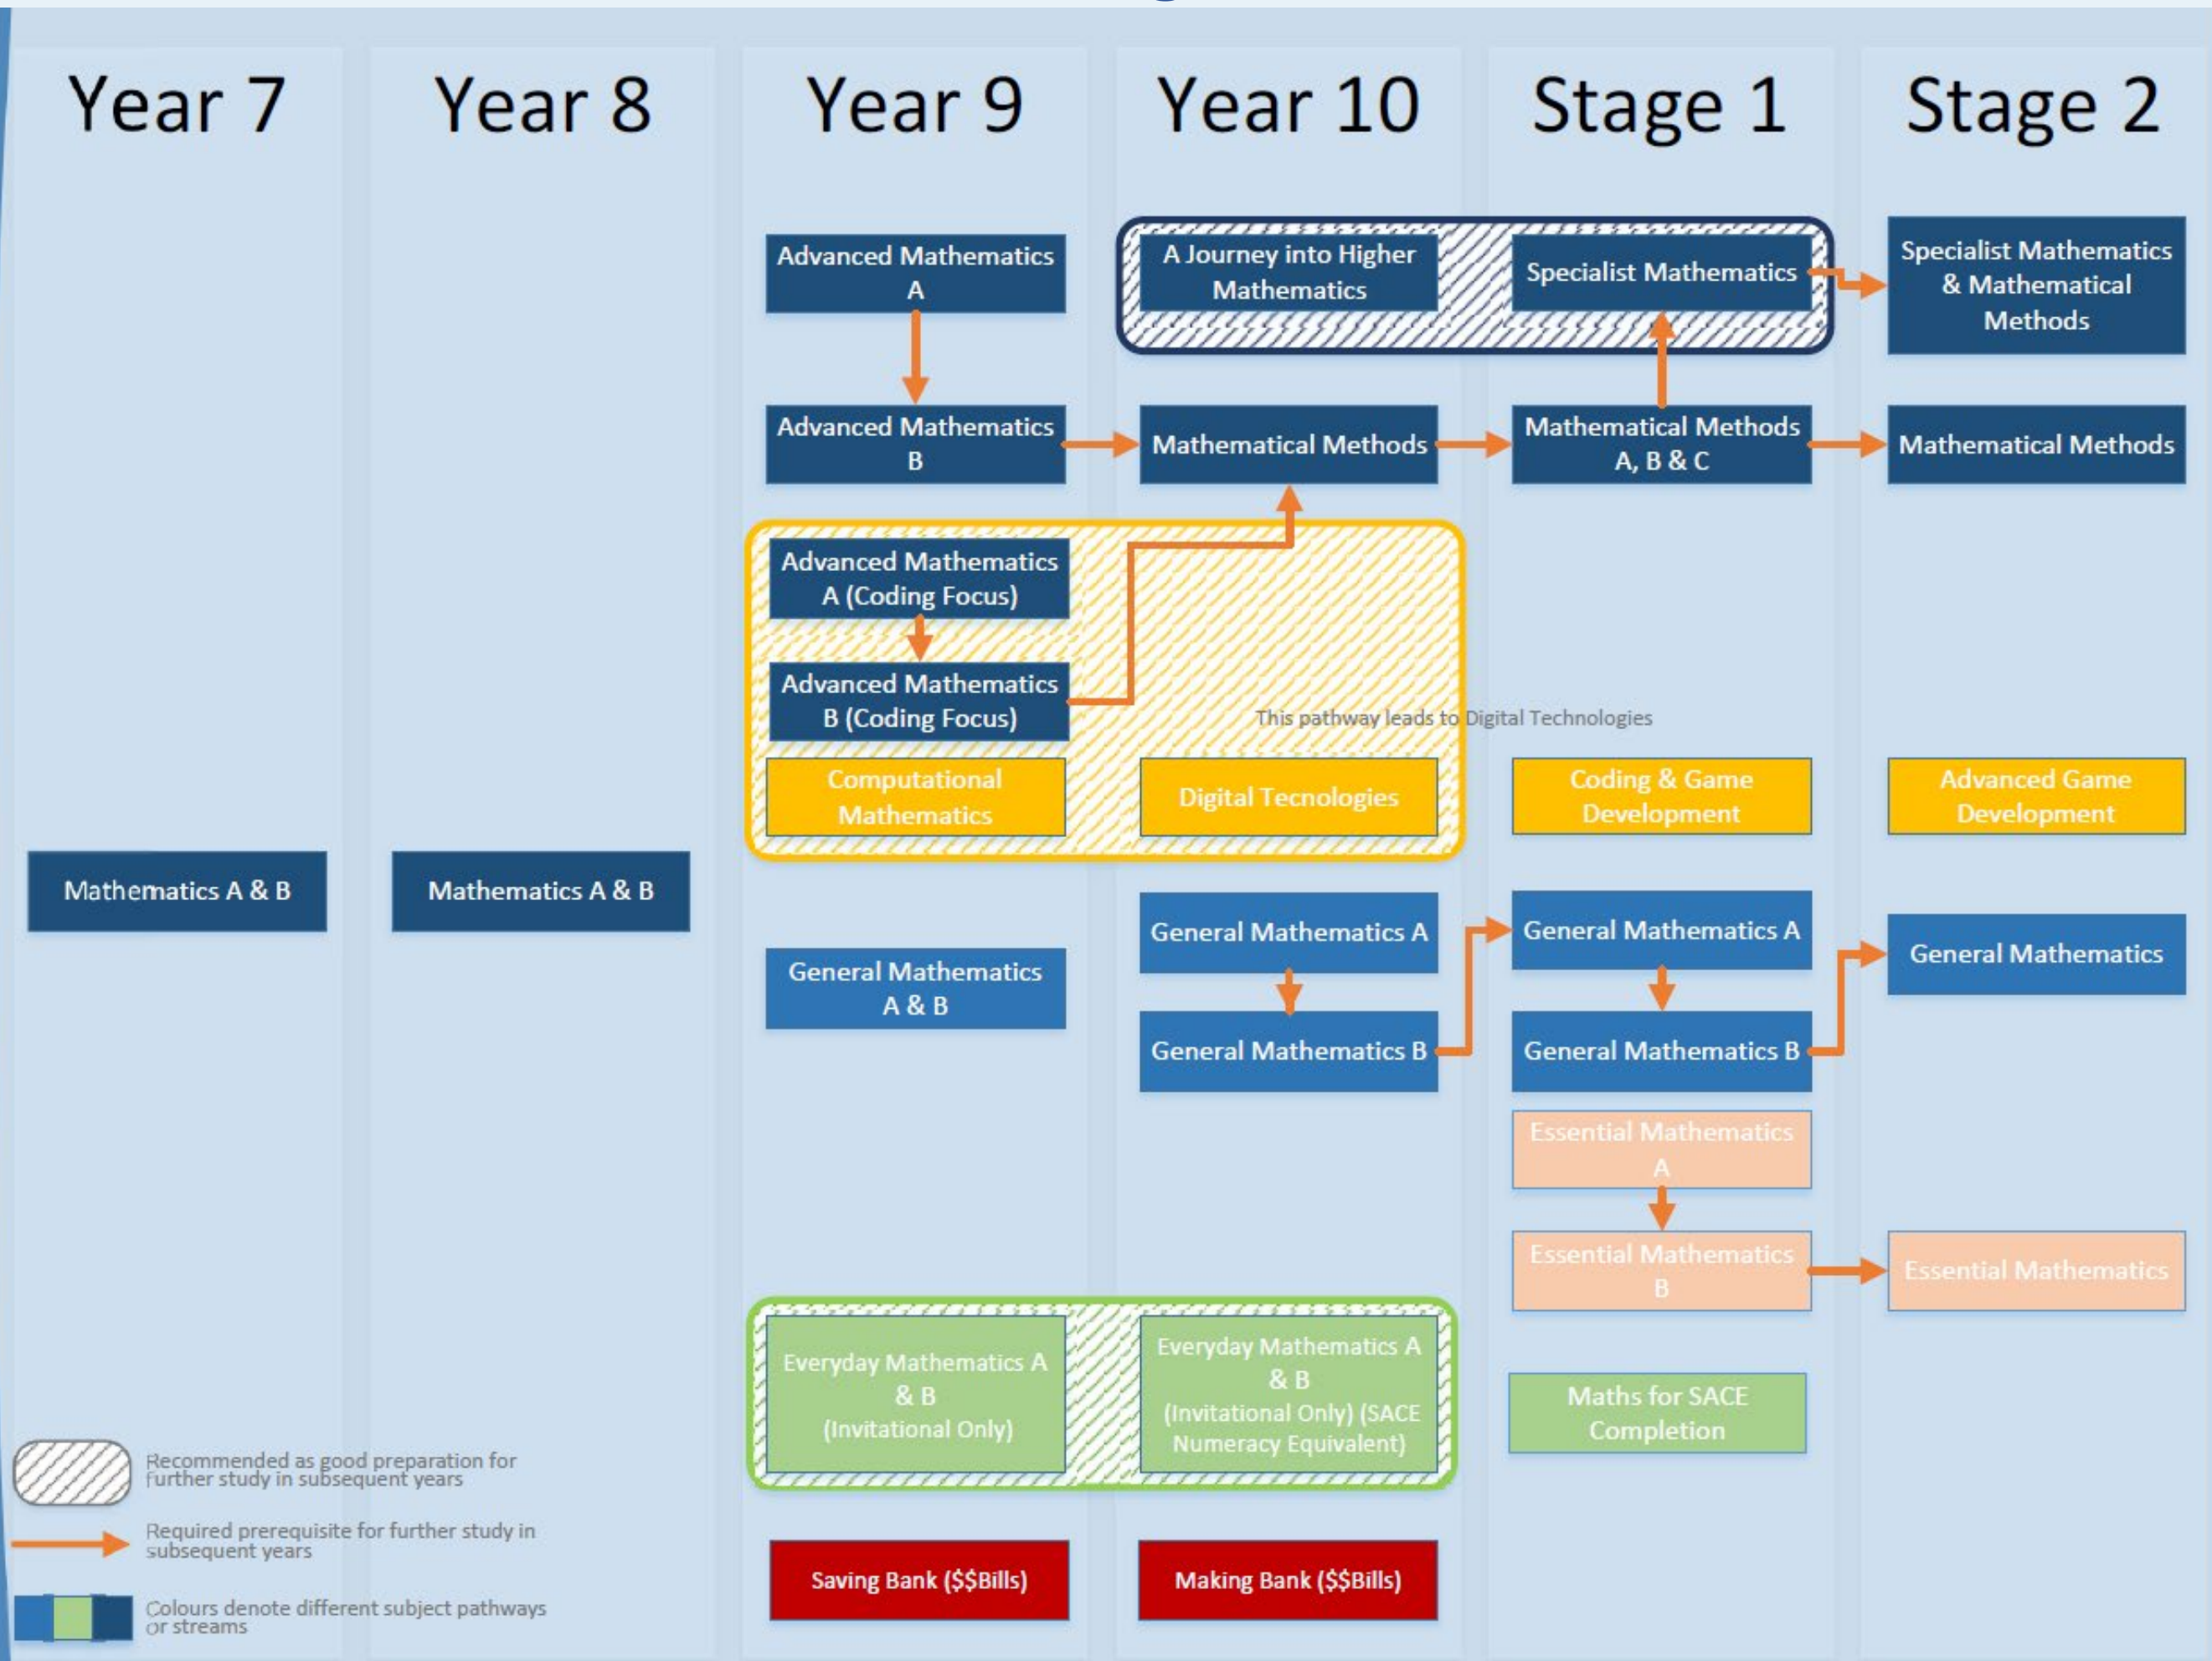 Year 7
Year 8
Year 9
Year 10
Stage 1
Stage 2
Advanced Mathematics
A
A Journey into Higher
Mathematics
Specialist Mathematics
Specialist Mathematics
& Mathematical
Methods
Advanced Mathematics
B
Mathematical Methods
Mathematical Methods
A, B & C
Mathematical Methods
Advanced Mathematics
A (Coding Focus)
Advanced Mathematics
B (Coding Focus)
This pathway leads to Digital Technologies
Computational
Mathematics
Digital Tecnologies
Coding & Game
Development
Advanced Game
Development
Mathematics A & B
Mathematics A & B
General Mathematics
A & B
General Mathematics A
General Mathematics B
General Mathematics A
General Mathematics B
General Mathematics
Essential Mathematics
A
Essential Mathematics
B
Essential Mathematics
Everyday Mathematics A
& B
(Invitational Only)
Everyday Mathematics A
& B
(Invitational Only) (SACE
Numeracy Equivalent)
Maths for SACE
Completion
Saving Bank ($$Bills)
Making Bank ($$Bills)
Recommended as good preparation for
further study in subsequent years
Required prerequisite for further study in
subsequent years
Colours denote different subject pathways
or streams